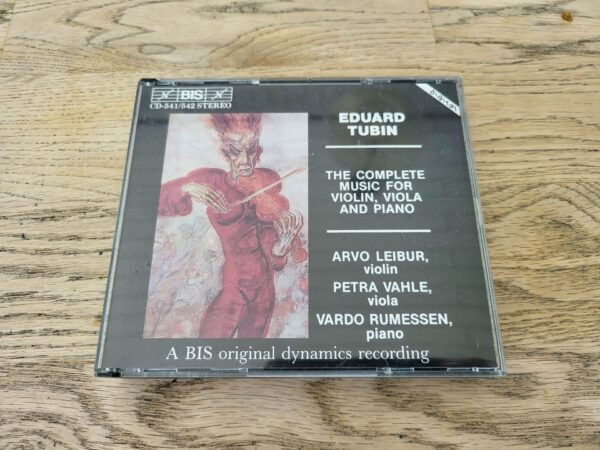 BIS
CD-541/542 STEREO
EDUARD
TUBIN
THE COMPLETE
MUSIC FOR
VIOLIN, VIOLA
AND PIANO
ARVO LEIBUR,
violin
PETRA VAHLE,
viola
VARDO RUMESSEN,
piano
A BIS original dynamics recording